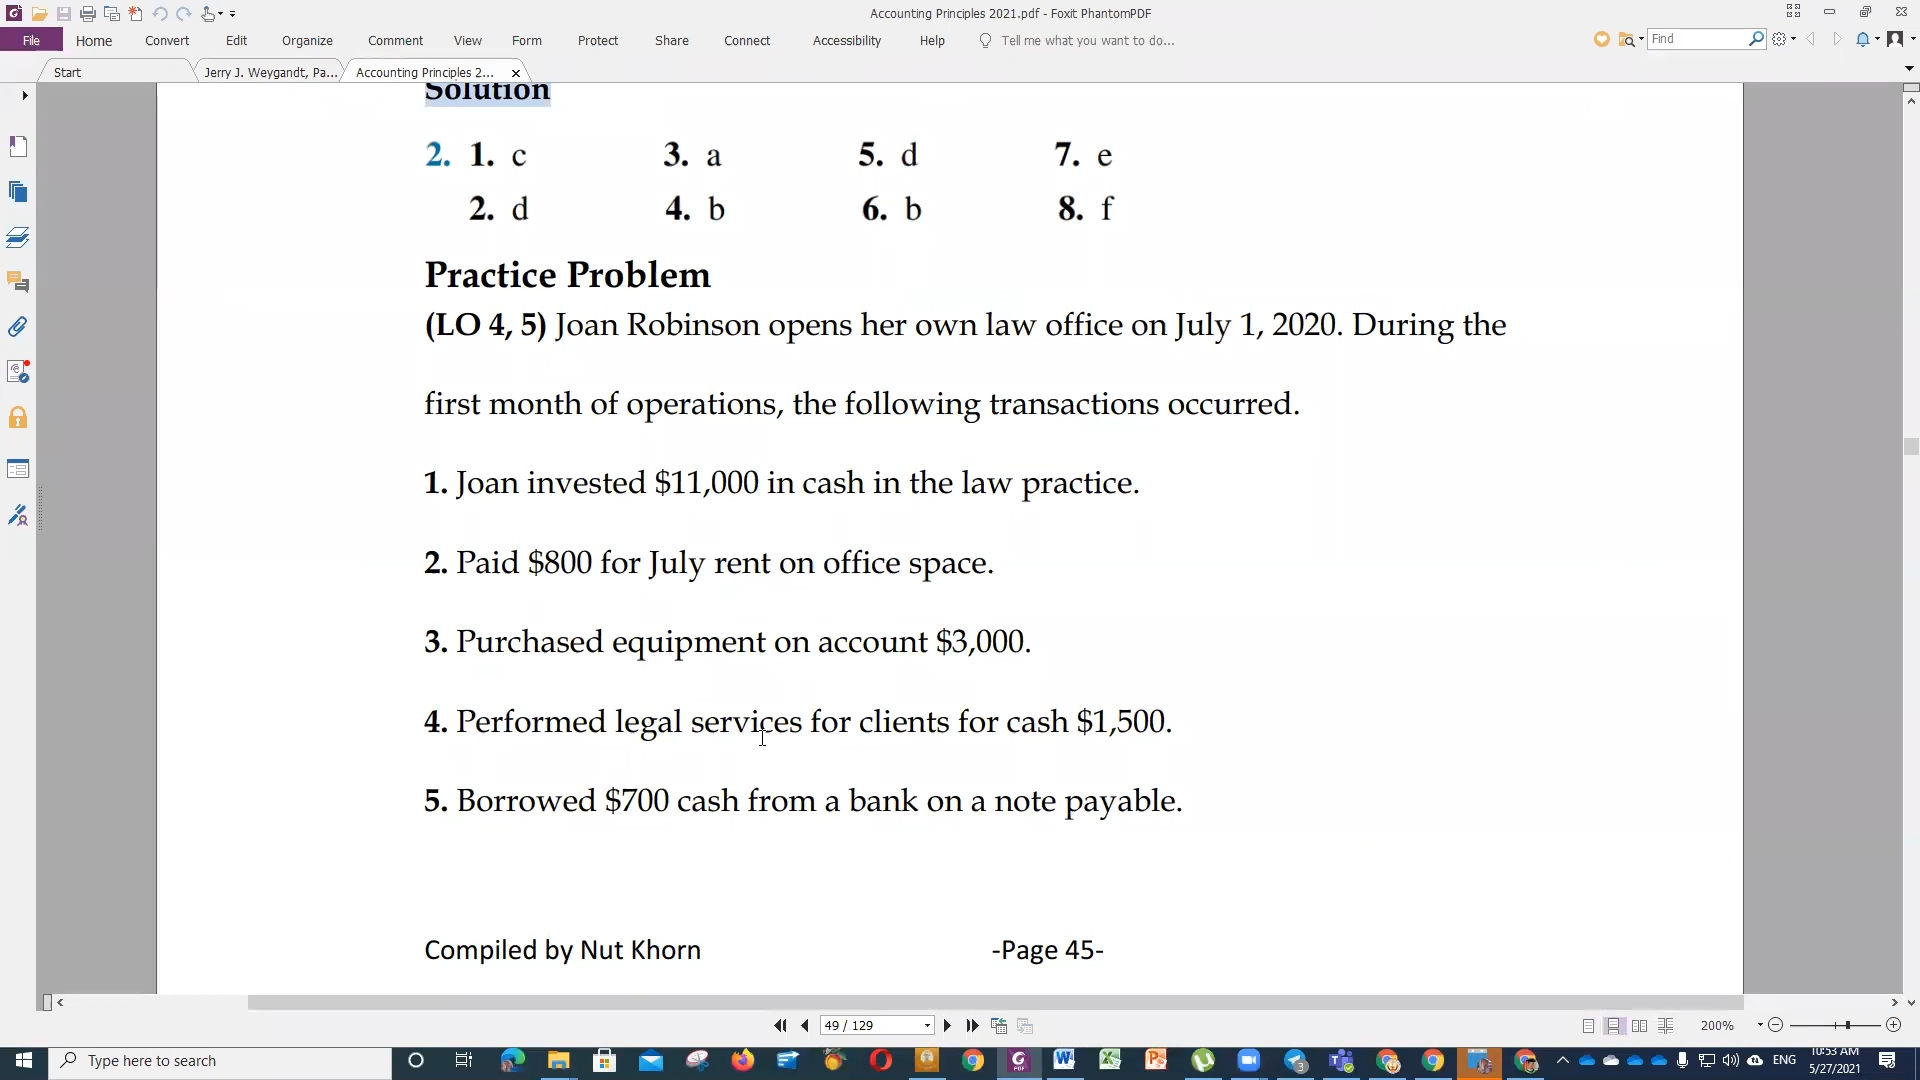 Accounting Principles 2021.pdf - Foxit PhantomPDF
File Home Convert Edit Organize Comment View Form Protect Share Connect Accessibility Help Tell me what you want to do... Find
Start Jerry J. Weygandt, Pa... Accounting Principles 2... ×
Solution
2. 1. c 3. a 5. d 7. e
2. d 4. b 6. b 8. f
Practice Problem
(LO 4, 5) Joan Robinson opens her own law office on July 1, 2020. During the
first month of operations, the following transactions occurred.
1. Joan invested $11,000 in cash in the law practice.
2. Paid $800 for July rent on office space.
3. Purchased equipment on account $3,000.
4. Performed legal services for clients for cash $1,500.
5. Borrowed $700 cash from a bank on a note payable.
Compiled by Nut Khorn -Page 45-
49 / 129 200%
Type here to search ENG 10:53 AM
5/27/2021